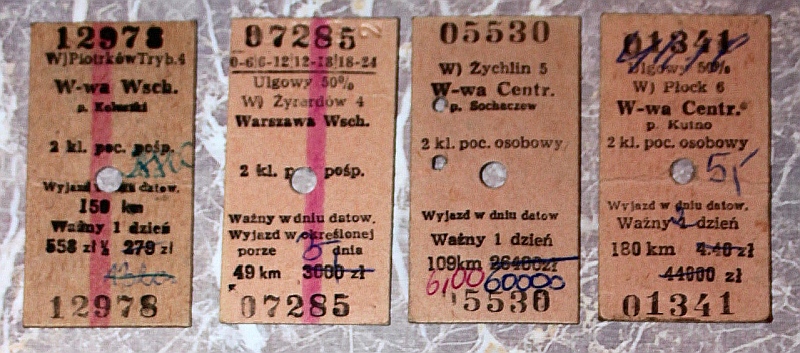 12978
W) Piotrków Tryb. 4
W-wa Wsch.
p. Koluszki
2 kl. poc. pośp.
Wyjazd w dniu datow.
150 km
Ważny 1 dzień
558 zł ½ 279 zł
12978
07285
0-6 6-12 12-18 18-24
Ulgowy 50%
W) Żyrardów 4
Warszawa Wsch.
2 kl. poc. pośp.
Ważny w dniu datow.
Wyjazd w określonej
porze 5 dnia
49 km 3000 zł
07285
05530
W) Żychlin 5
W-wa Centr.
p. Sochaczew
2 kl. poc. osobowy
Wyjazd w dniu datow
Ważny 1 dzień
109km 26400zł
6,00 60000
05530
01341
Ulgowy 50%
W) Płock 6
W-wa Centr.
p. Kutno
2 kl. poc. osobowy
Wyjazd w dniu datow.
Ważny dzień
180 km 4.40 zł
44000 zł
01341